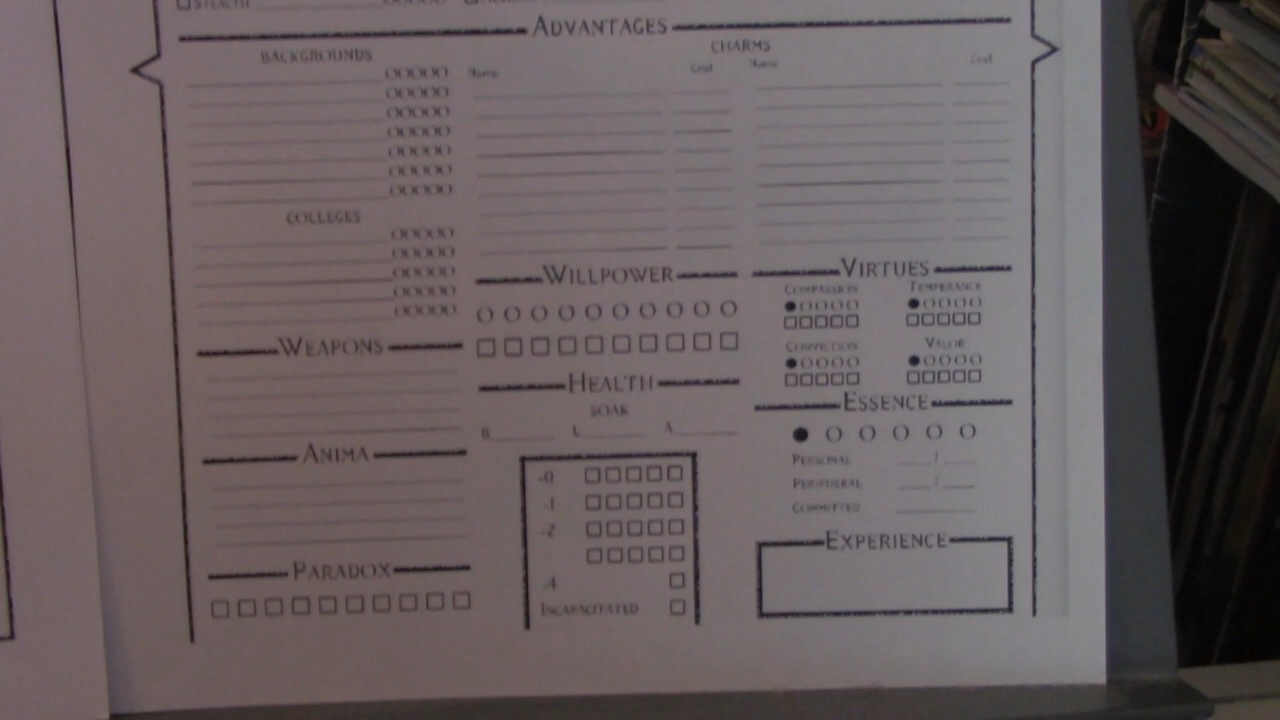 STEALTH
ADVANTAGES
BACKGROUNDS
CHARMS
Name Cost Name Cost
COLLEGES
WILLPOWER
VIRTUES
COMPASSION TEMPERANCE
CONVICTION VALOR
WEAPONS
HEALTH
SOAK
B L A
ESSENCE
PERSONAL
PERIPHERAL
COMMITTED
ANIMA
-0
-1
-2
-4
INCAPACITATED
EXPERIENCE
PARADOX